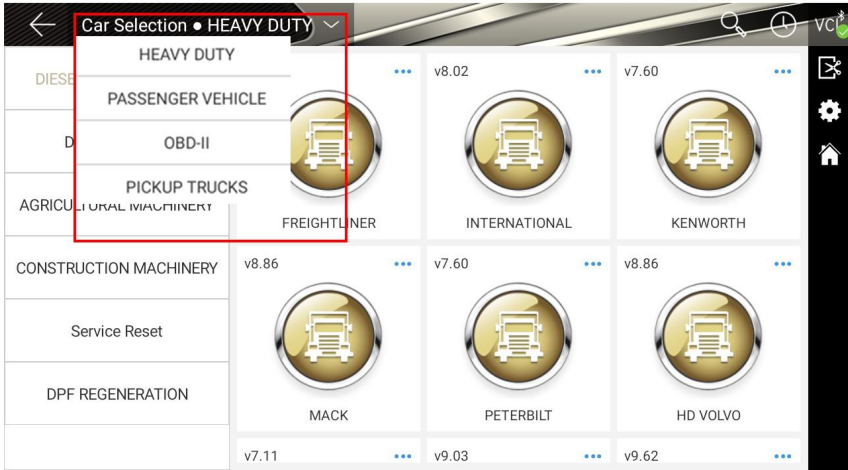 Car Selection ● HEAVY DUTY
VCI
HEAVY DUTY
PASSENGER VEHICLE
OBD-II
PICKUP TRUCKS
AGRICULTURAL MACHINERY
CONSTRUCTION MACHINERY
Service Reset
DPF REGENERATION
FREIGHTLINER
v8.02
INTERNATIONAL
v7.60
KENWORTH
v8.86
MACK
v7.60
PETERBILT
v8.86
HD VOLVO
v7.11
v9.03
v9.62